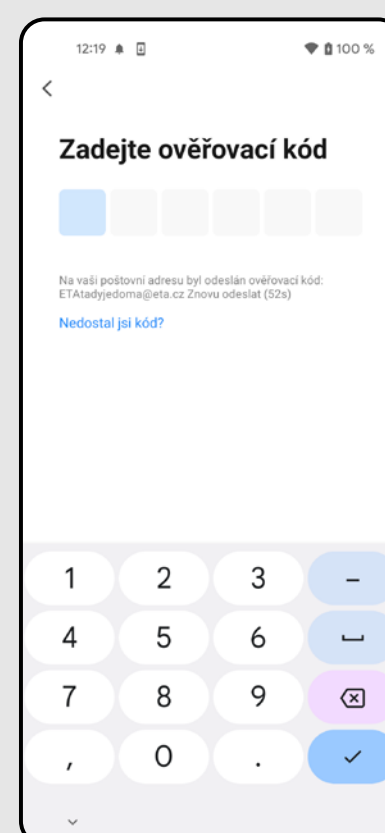 12:19 100 %
Zadejte ověřovací kód
Na vaši poštovní adresu byl odeslán ověřovací kód:
ETAtadyjedoma@eta.cz Znovu odeslat (52s)
Nedostal jsi kód?
1 2 3 –
4 5 6
7 8 9
, 0 .